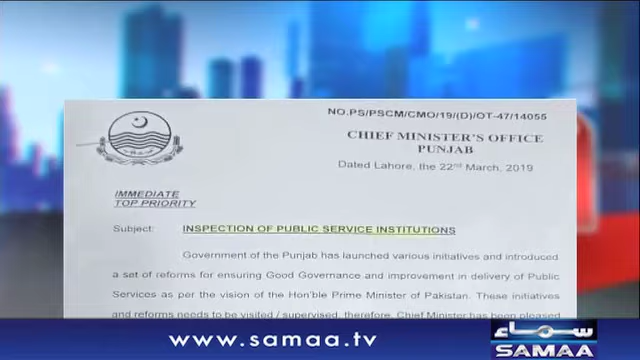 NO.PS/PSCM/CMO/19/(D)/OT-47/14055
CHIEF MINISTER'S OFFICE
PUNJAB
Dated Lahore, the 22nd March, 2019
IMMEDIATE
TOP PRIORITY
Subject: INSPECTION OF PUBLIC SERVICE INSTITUTIONS
Government of the Punjab has launched various initiatives and introduced
a set of reforms for ensuring Good Governance and improvement in delivery of Public
Services as per the vision of the Hon'ble Prime Minister of Pakistan. These initiatives
and reforms needs to be visited / supervised, therefore, Chief Minister has been pleased
www.samaa.tv
سماء
SAMAA